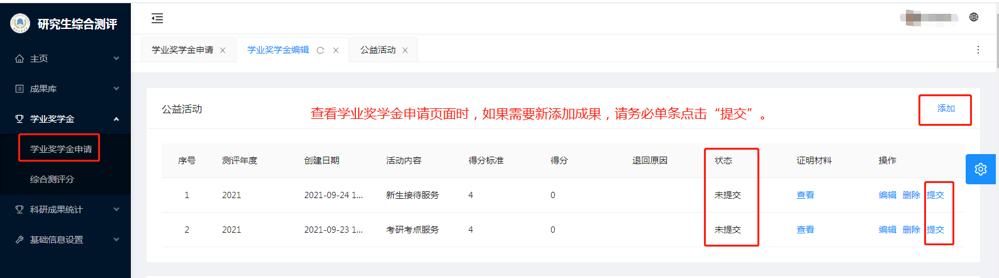 研究生综合测评
主页
成果库
学业奖学金
学业奖学金申请
综合测评分
科研成果统计
基础信息设置
学业奖学金申请 学业奖学金编辑 公益活动
公益活动
查看学业奖学金申请页面时，如果需要新添加成果，请务必单条点击“提交”。
添加
序号 测评年度 创建日期 活动内容 得分标准 得分 退回原因 状态 证明材料 操作
1 2021 2021-09-24 1... 新生接待服务 4 0 未提交 查看 编辑 删除 提交
2 2021 2021-09-23 1... 考研考点服务 4 0 未提交 查看 编辑 删除 提交